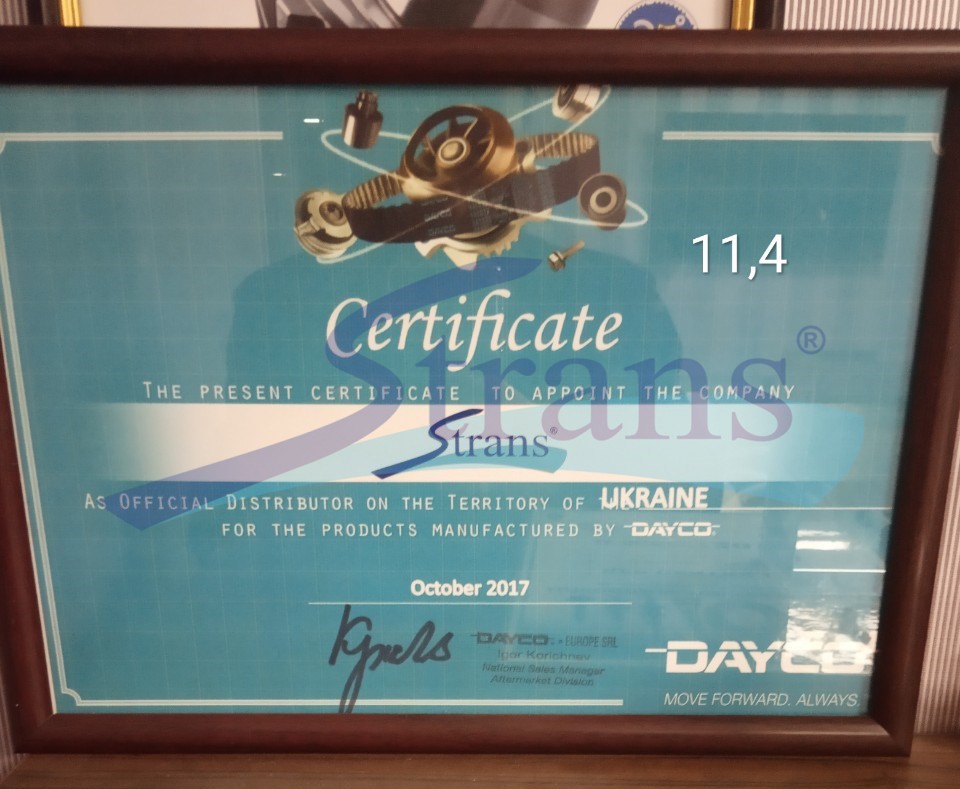 11,4
Certificate
THE PRESENT CERTIFICATE TO APPOINT THE COMPANY
Strans®
Strans®
AS OFFICIAL DISTRIBUTOR ON THE TERRITORY OF UKRAINE
FOR THE PRODUCTS MANUFACTURED BY DAYCO
October 2017
DAYCO • EUROPE SRL
Igor Korichnev
National Sales Manager
Aftermarket Division
DAYCO
MOVE FORWARD. ALWAYS.